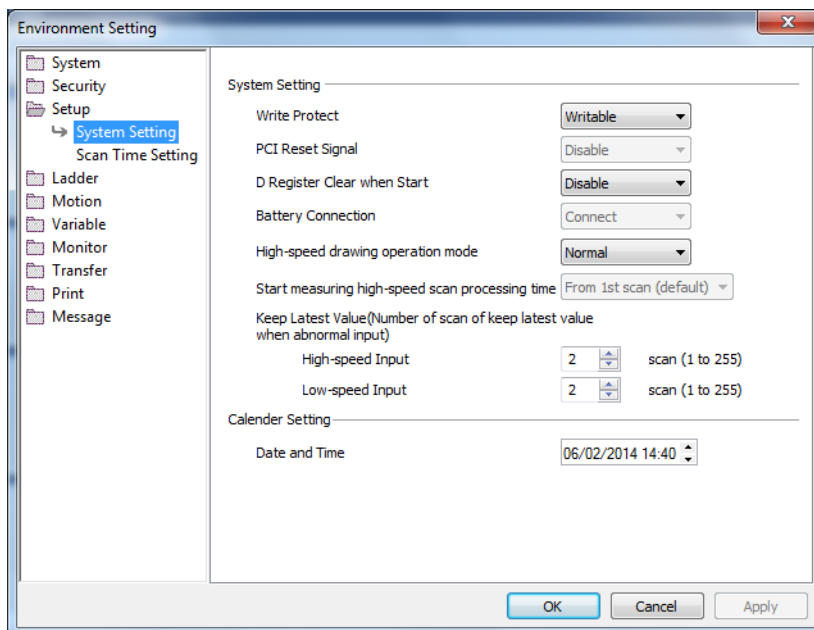 Environment Setting
System
Security
Setup
System Setting
Scan Time Setting
Ladder
Motion
Variable
Monitor
Transfer
Print
Message
System Setting
Write Protect Writable
PCI Reset Signal Disable
D Register Clear when Start Disable
Battery Connection Connect
High-speed drawing operation mode Normal
Start measuring high-speed scan processing time From 1st scan (default)
Keep Latest Value(Number of scan of keep latest value
when abnormal input)
High-speed Input 2 scan (1 to 255)
Low-speed Input 2 scan (1 to 255)
Calender Setting
Date and Time 06/02/2014 14:40
OK Cancel Apply